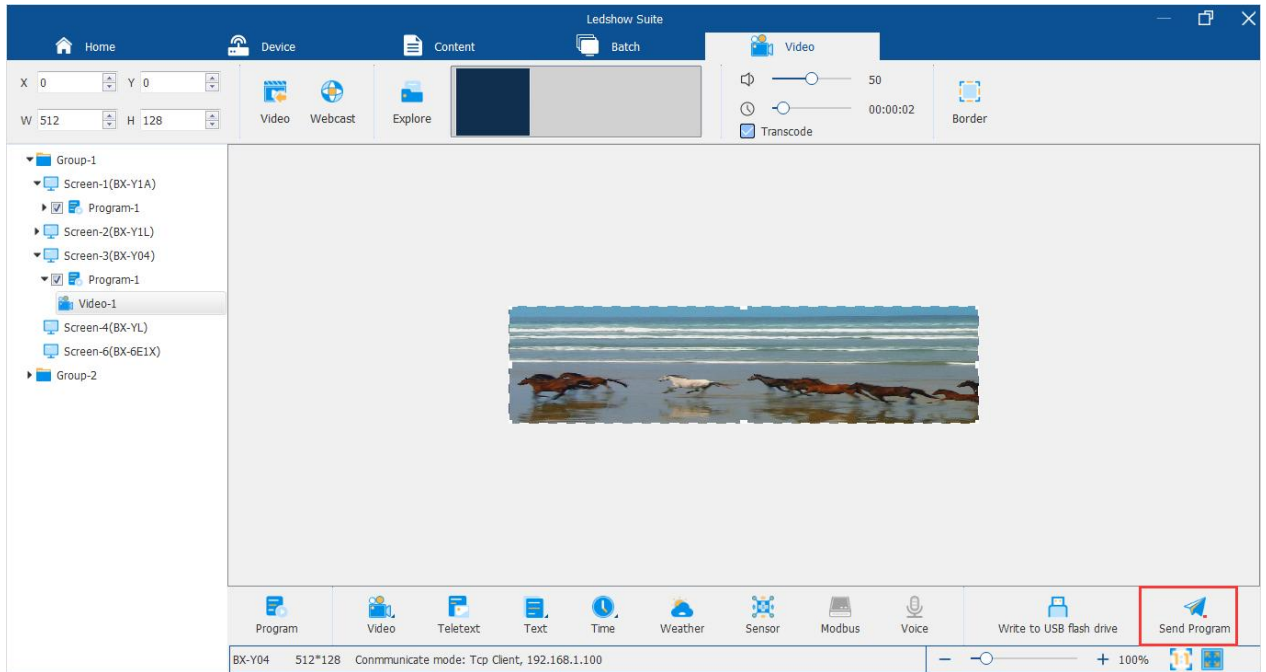 Ledshow Suite
Home Device Content Batch Video
X 0 Y 0
W 512 H 128
Video Webcast Explore
50
00:00:02
Transcode
Border
Group-1
Screen-1(BX-Y1A)
Program-1
Screen-2(BX-Y1L)
Screen-3(BX-Y04)
Program-1
Video-1
Screen-4(BX-YL)
Screen-6(BX-6E1X)
Group-2
Program Video Teletext Text Time Weather Sensor Modbus Voice Write to USB flash drive Send Program
BX-Y04 512*128 Conmmunicate mode: Tcp Client, 192.168.1.100 100% 1:1